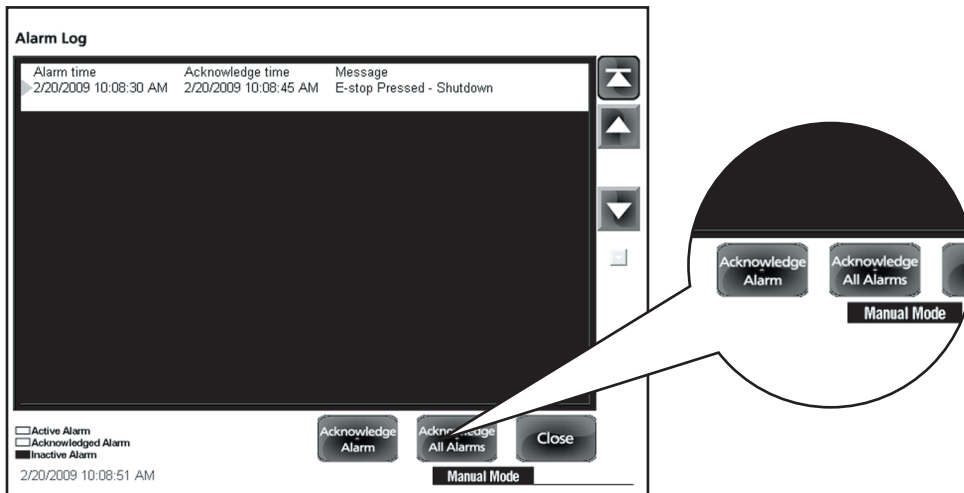 Alarm Log
Alarm time Acknowledge time Message
2/20/2009 10:08:30 AM 2/20/2009 10:08:45 AM E-stop Pressed - Shutdown
Acknowledge
Alarm
Acknowledge
All Alarms
Manual Mode
Active Alarm
Acknowledged Alarm
Inactive Alarm
Acknowledge
Alarm
Acknowledge
All Alarms
Close
2/20/2009 10:08:51 AM
Manual Mode